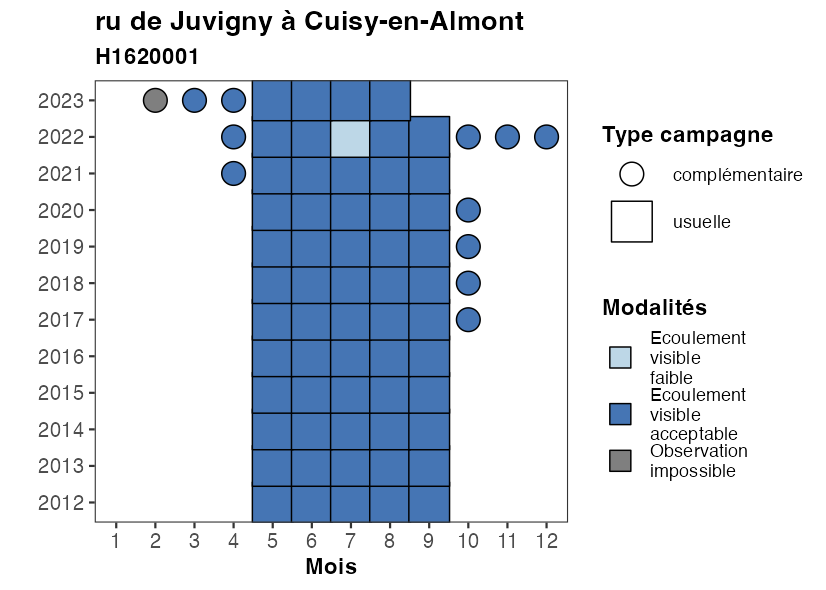 ru de Juvigny à Cuisy-en-Almont
H1620001
2023
2022
2021
2020
2019
2018
2017
2016
2015
2014
2013
2012
1 2 3 4 5 6 7 8 9 10 11 12
Mois
Type campagne
complémentaire
usuelle
Modalités
Ecoulement
visible
faible
Ecoulement
visible
acceptable
Observation
impossible